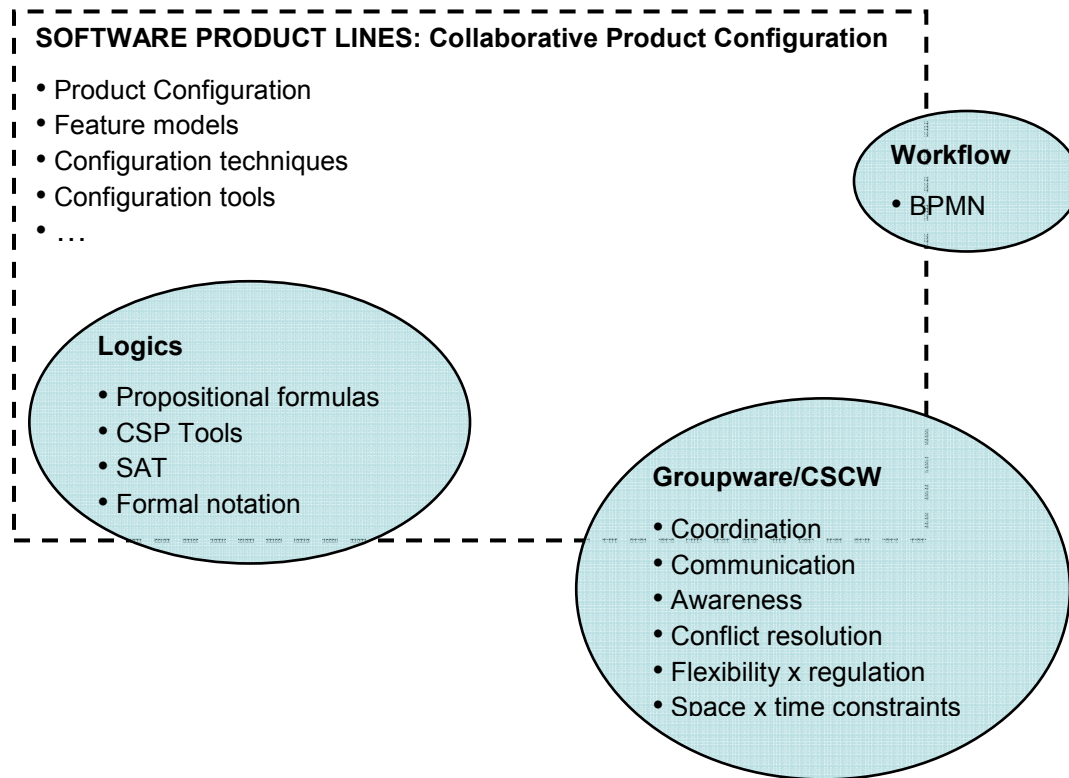 SOFTWARE PRODUCT LINES: Collaborative Product Configuration
• Product Configuration
• Feature models
• Configuration techniques
• Configuration tools
• …
Workflow
• BPMN
Logics
• Propositional formulas
• CSP Tools
• SAT
• Formal notation
Groupware/CSCW
• Coordination
• Communication
• Awareness
• Conflict resolution
• Flexibility x regulation
• Space x time constraints